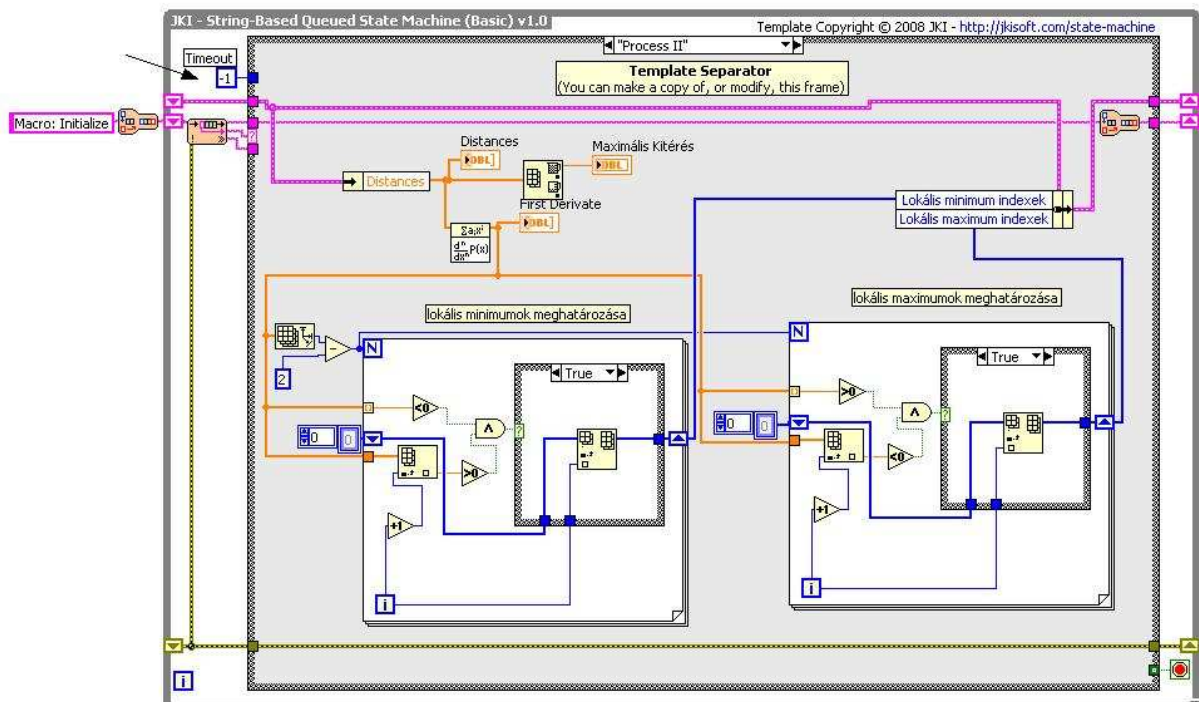 JKI - String-Based Queued State Machine (Basic) v1.0
Template Copyright © 2008 JKI - http://jkisoft.com/state-machine
"Process II"
Timeout
-1
Template Separator
(You can make a copy of, or modify, this frame)
Macro: Initialize
Distances
Maximális Kitérés
DBL
DBL
Distances
First Derivate
DBL
Lokális minimum indexek
Lokális maximum indexek
Σaᵢxⁱ
dⁿ/dxⁿ P(x)
lokális minimumok meghatározása
lokális maximumok meghatározása
N
N
2
True
True
<0
>0
0
0
0
0
>0
<0
+1
+1
i
i
i